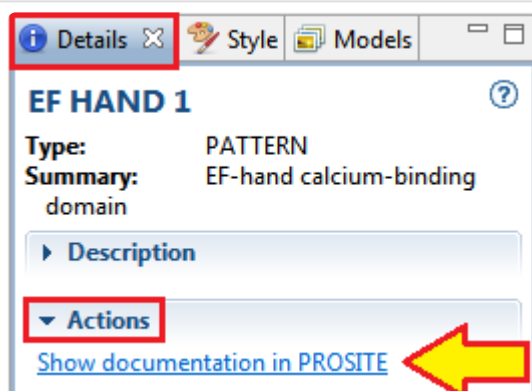 Details Style Models
EF HAND 1
Type: PATTERN
Summary: EF-hand calcium-binding
domain
Description
Actions
Show documentation in PROSITE